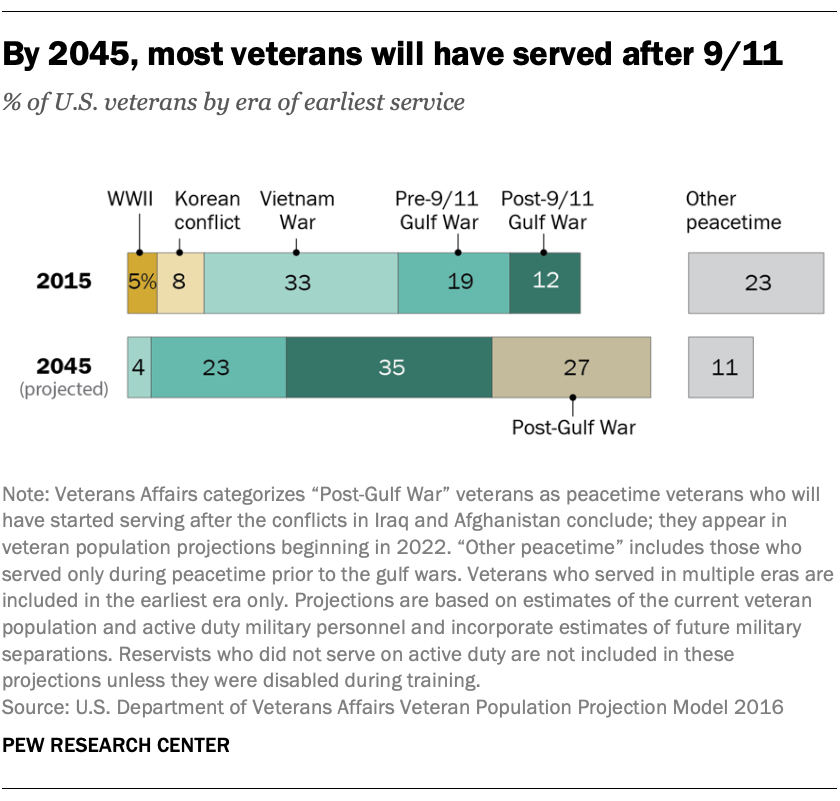 By 2045, most veterans will have served after 9/11
% of U.S. veterans by era of earliest service
WWII
Korean
conflict
Vietnam
War
Pre-9/11
Gulf War
Post-9/11
Gulf War
Other
peacetime
2015
5%
8
33
19
12
23
2045
(projected)
4
23
35
27
11
Post-Gulf War
Note: Veterans Affairs categorizes “Post-Gulf War” veterans as peacetime veterans who will
have started serving after the conflicts in Iraq and Afghanistan conclude; they appear in
veteran population projections beginning in 2022. “Other peacetime” includes those who
served only during peacetime prior to the gulf wars. Veterans who served in multiple eras are
included in the earliest era only. Projections are based on estimates of the current veteran
population and active duty military personnel and incorporate estimates of future military
separations. Reservists who did not serve on active duty are not included in these
projections unless they were disabled during training.
Source: U.S. Department of Veterans Affairs Veteran Population Projection Model 2016
PEW RESEARCH CENTER